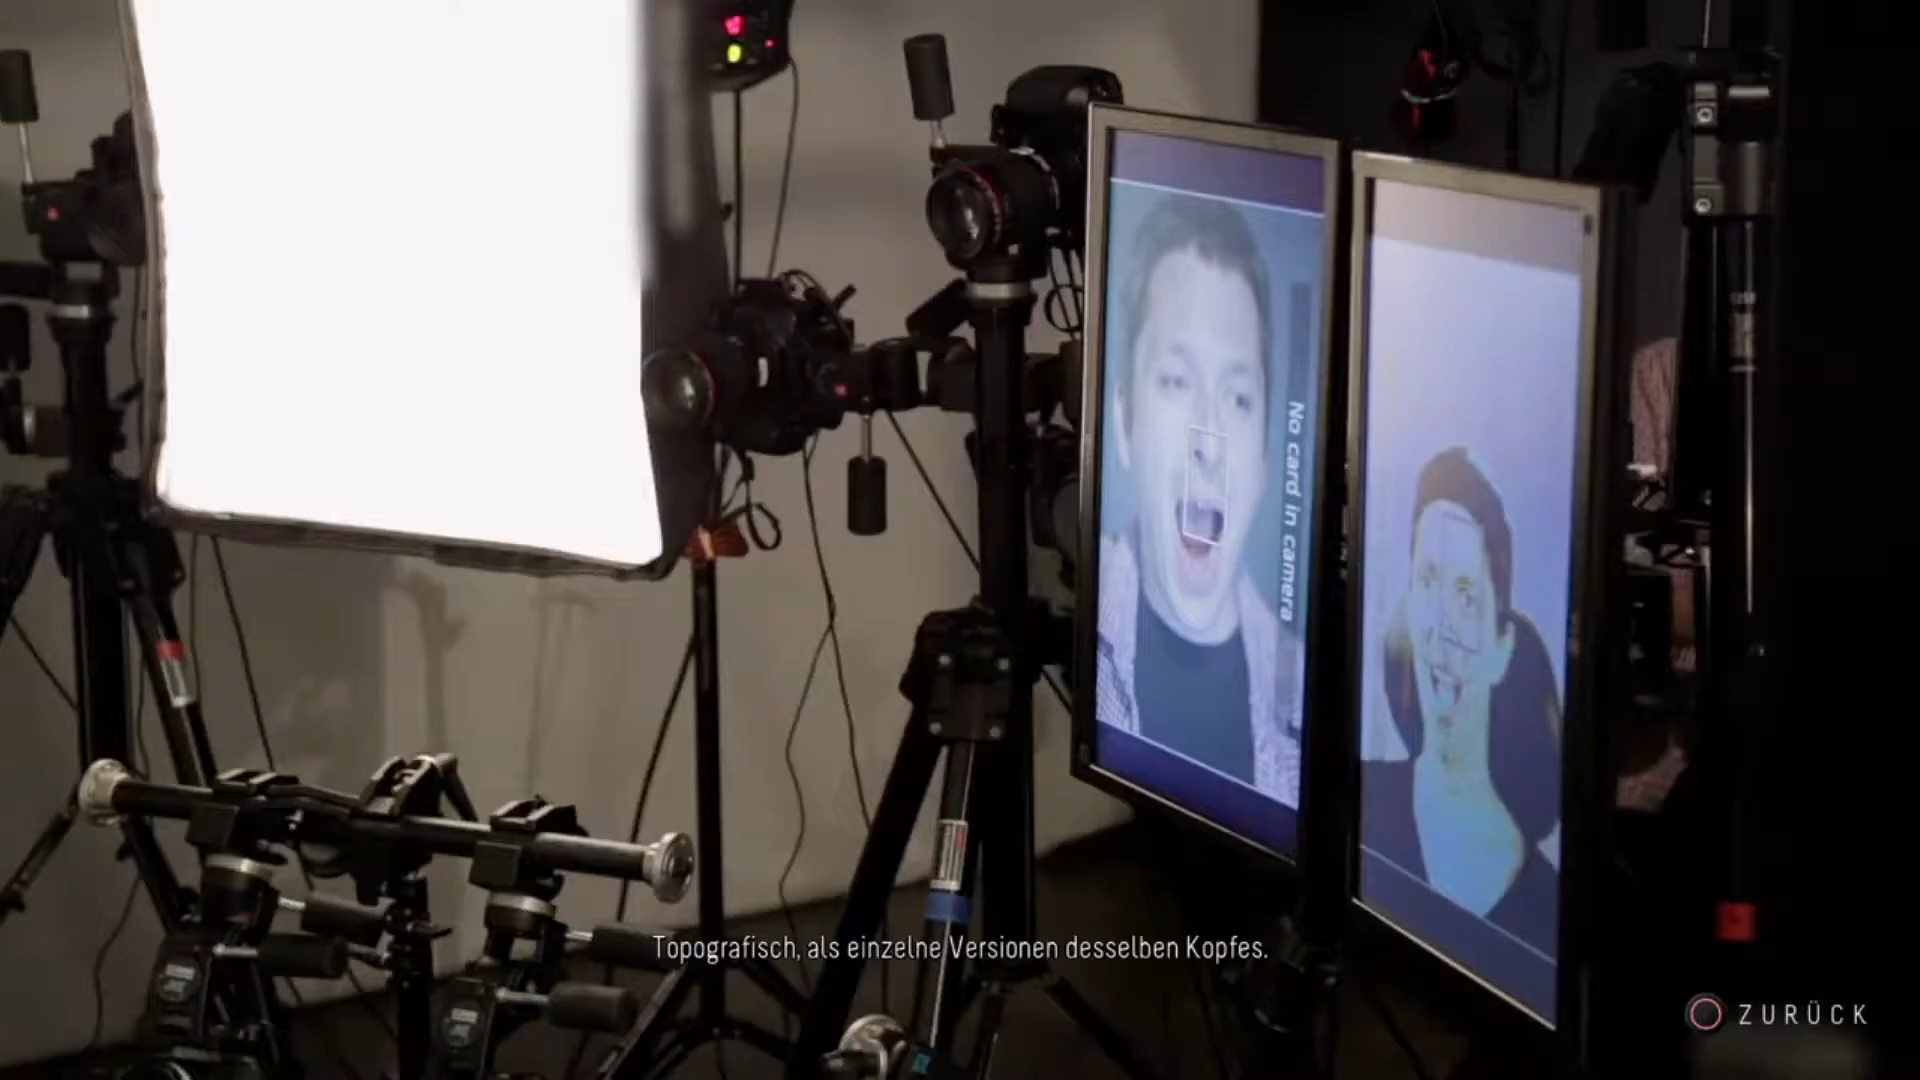 No card in camera
Topografisch, als einzelne Versionen desselben Kopfes.
ZURÜCK